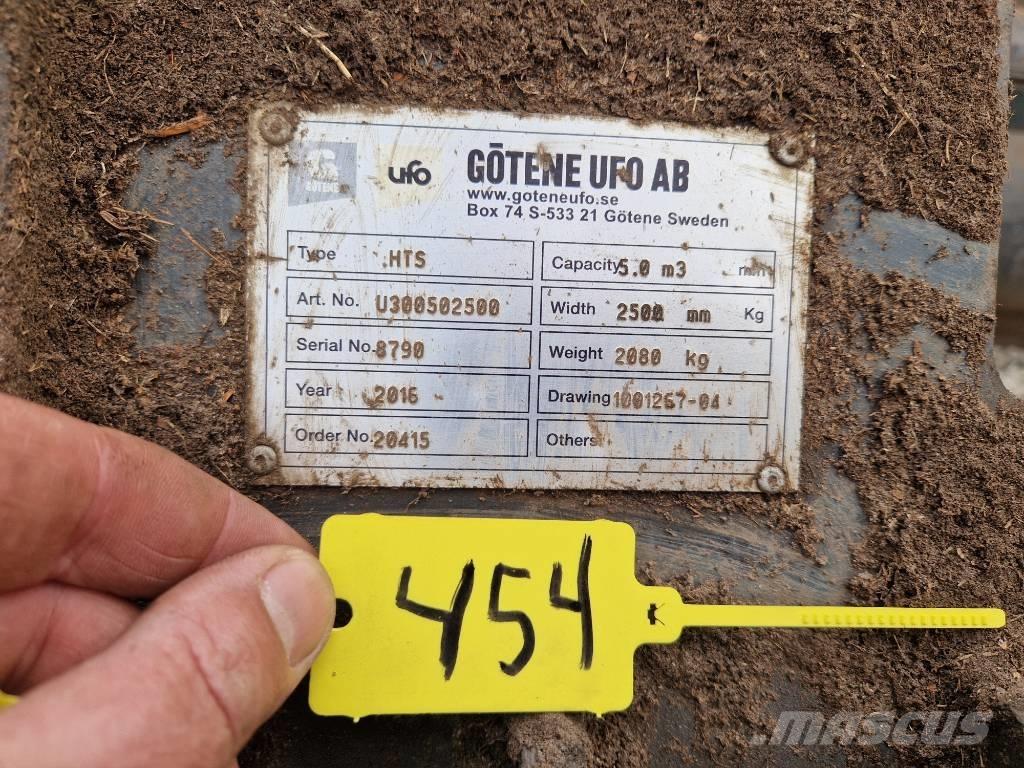 G
GÖTENE
ufo
GÖTENE UFO AB
www.goteneufo.se
Box 74 S-533 21 Götene Sweden
Type HTS
Art. No. U300502500
Serial No. 8790
Year 2016
Order No. 20415
Capacity 5.0 m3 mm
Width 2500 mm Kg
Weight 2080 kg
Drawing 1001267-04
Others
454
MASCUS